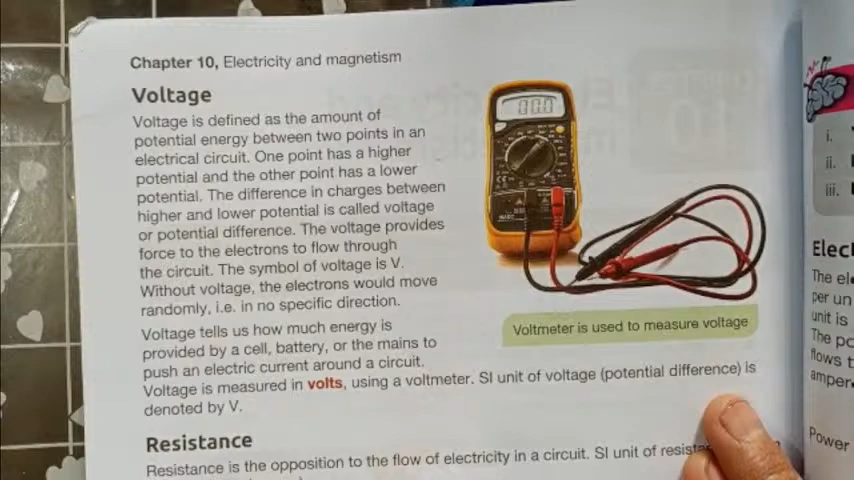 Chapter 10, Electricity and magnetism
Voltage
Voltage is defined as the amount of
potential energy between two points in an
electrical circuit. One point has a higher
potential and the other point has a lower
potential. The difference in charges between
higher and lower potential is called voltage
or potential difference. The voltage provides
force to the electrons to flow through
the circuit. The symbol of voltage is V.
Without voltage, the electrons would move
randomly, i.e. in no specific direction.
Voltage tells us how much energy is
provided by a cell, battery, or the mains to
push an electric current around a circuit.
Voltage is measured in volts, using a voltmeter. SI unit of voltage (potential difference) is
denoted by V.
000
Voltmeter is used to measure voltage
Resistance
Resistance is the opposition to the flow of electricity in a circuit. SI unit of
i.
ii.
iii.
Elec
The
per un
unit is
The
flows
amper
Power